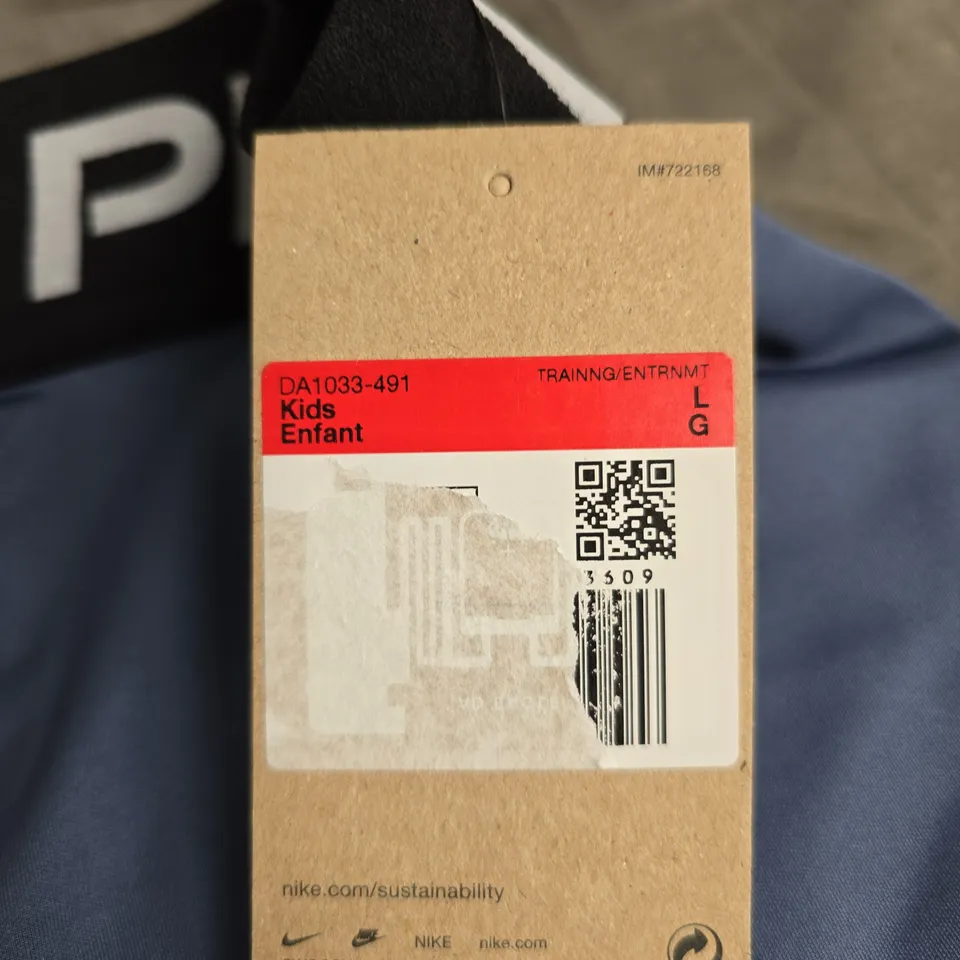 P
IM#722168
DA1033-491
TRAINNG/ENTRNMT
Kids
L
Enfant
G
3609
nike.com/sustainability
NIKE
nike.com